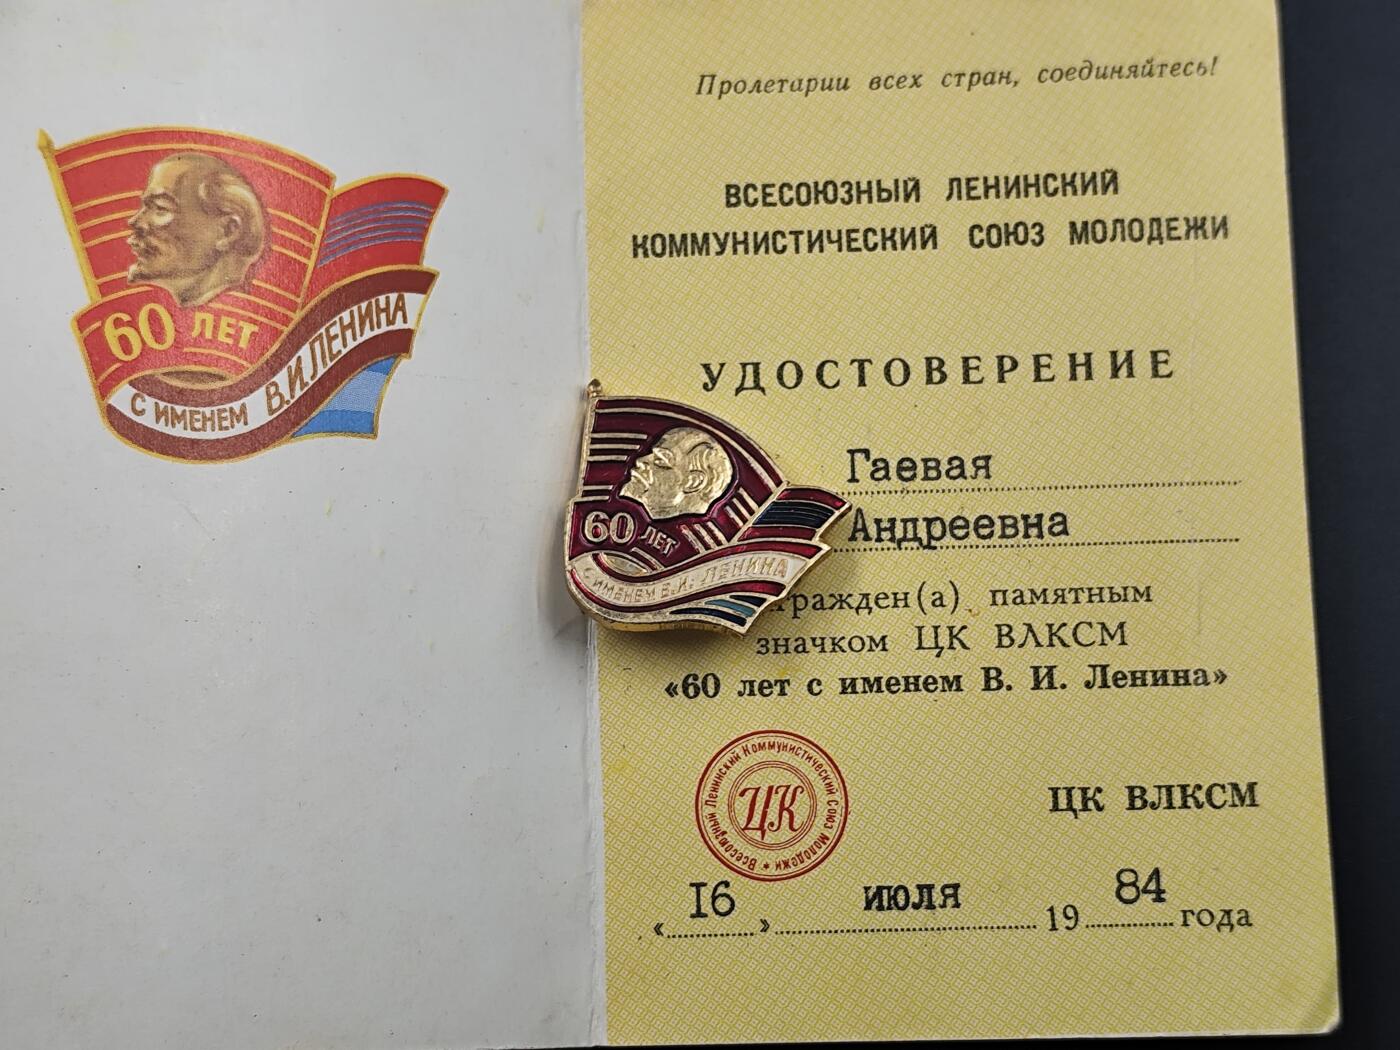 60 ЛЕТ
С ИМЕНЕМ В.И.ЛЕНИНА
Пролетарии всех стран, соединяйтесь!
ВСЕСОЮЗНЫЙ ЛЕНИНСКИЙ
КОММУНИСТИЧЕСКИЙ СОЮЗ МОЛОДЕЖИ
УДОСТОВЕРЕНИЕ
Гаевая
Андреевна
60 ЛЕТ
С ИМЕНЕМ В.И. ЛЕНИНА
граждeн(а) памятным
значком ЦК ВЛКСМ
«60 лет с именем В. И. Ленина»
Всесоюзный Ленинский Коммунистический Союз Молодежи *
ЦК
ЦК ВЛКСМ
«I6» июля 1984 года